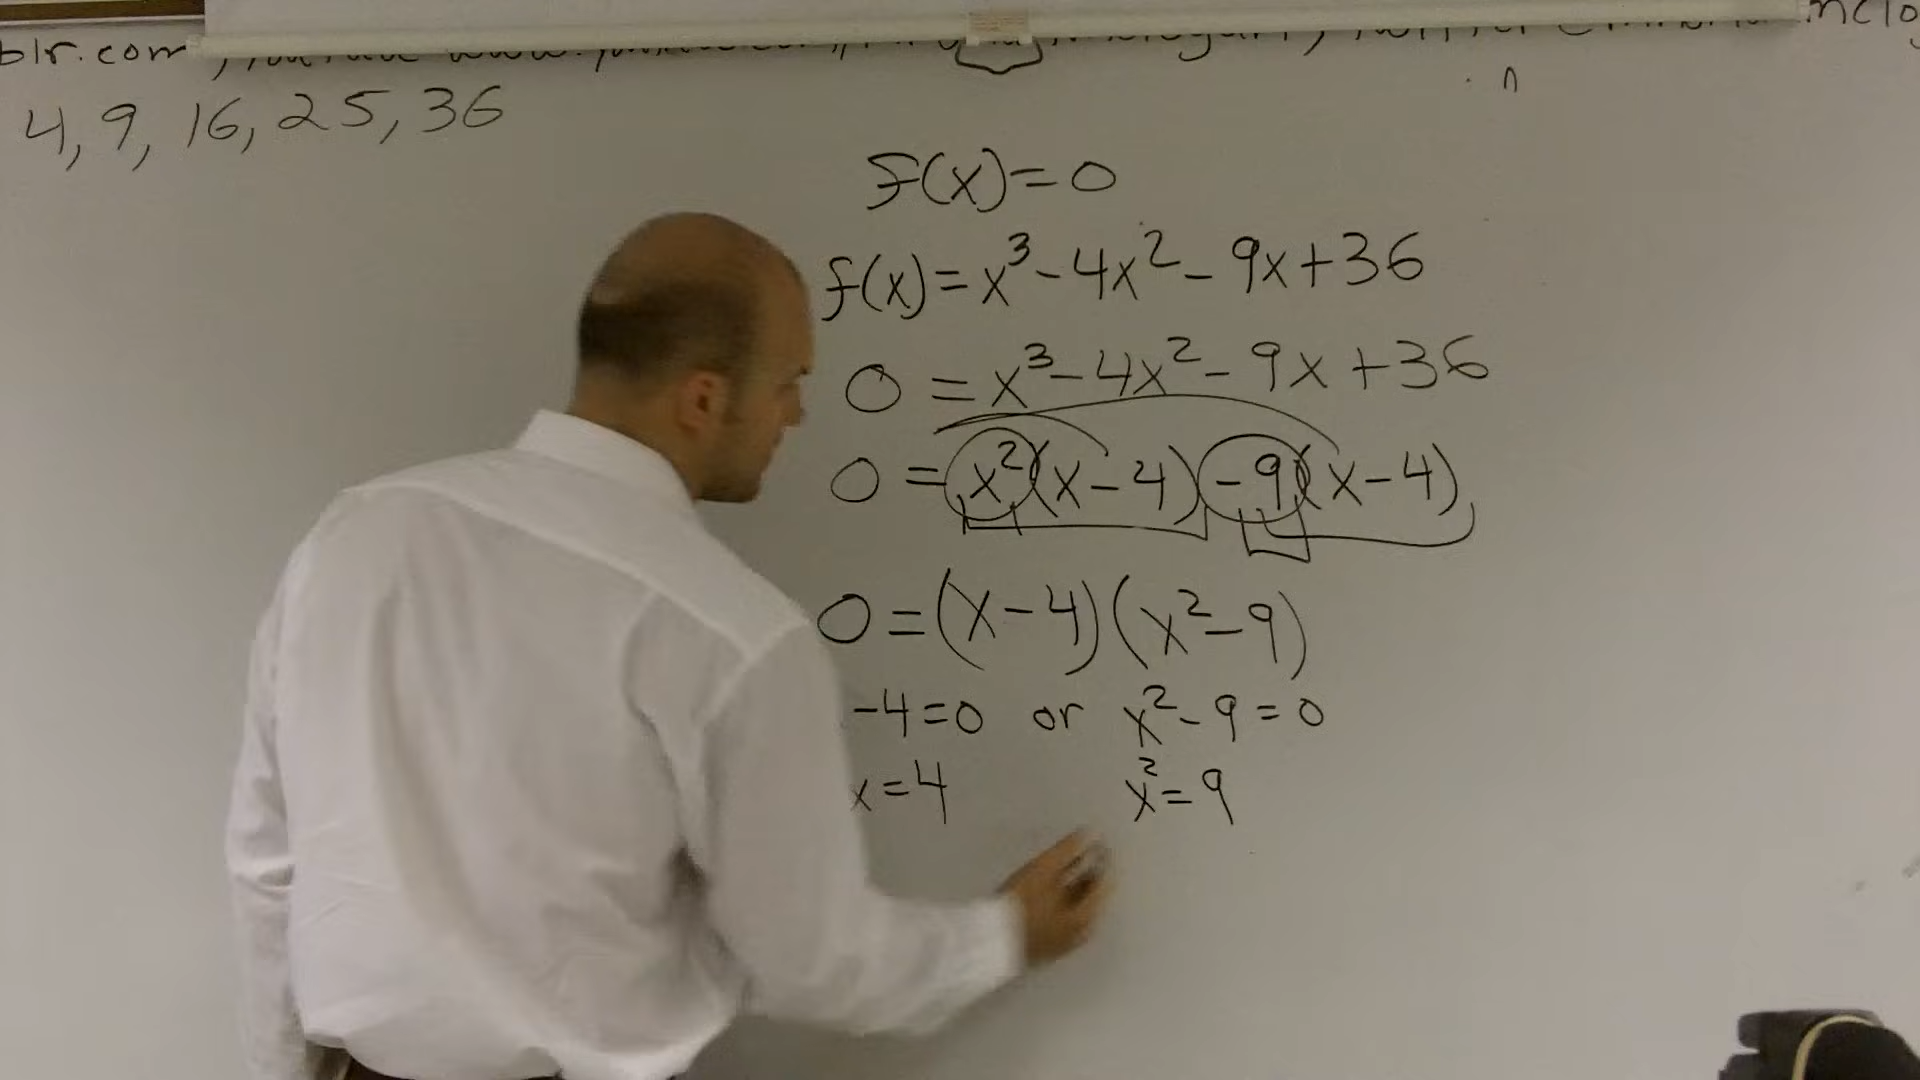 blr.com
4, 9, 16, 25, 36
n
f(x)=0
f(x)=x³-4x²-9x+36
0=x³-4x²-9x+36
0=x²(x-4)-9(x-4)
0=(x-4)(x²-9)
-4=0 or x²-9=0
x=4 x²=9